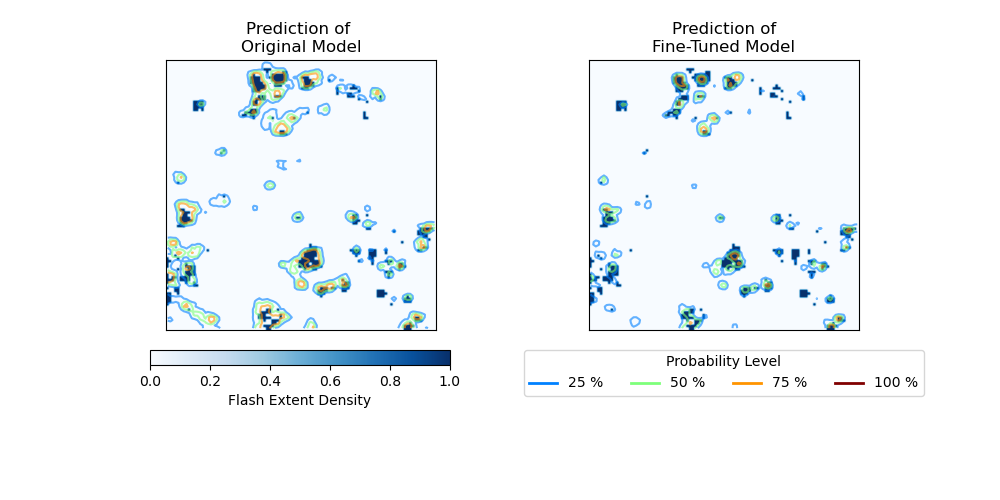 Prediction of
Original Model
Prediction of
Fine-Tuned Model
0.0 0.2 0.4 0.6 0.8 1.0
Flash Extent Density
Probability Level
25 % 50 % 75 % 100 %